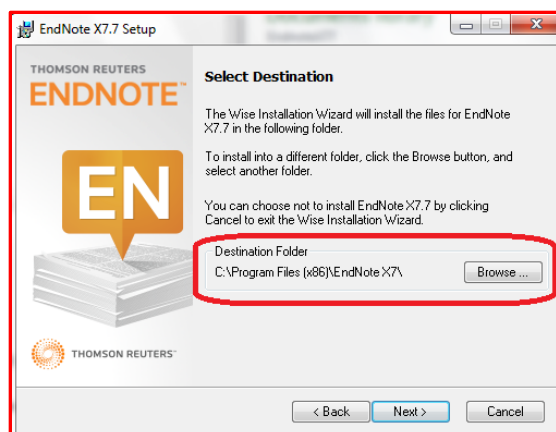 EndNote X7.7 Setup
THOMSON REUTERS
ENDNOTE™
EN
THOMSON REUTERS™
Select Destination
The Wise Installation Wizard will install the files for EndNote
X7.7 in the following folder.
To install into a different folder, click the Browse button, and
select another folder.
You can choose not to install EndNote X7.7 by clicking
Cancel to exit the Wise Installation Wizard.
Destination Folder
C:\Program Files (x86)\EndNote X7\
Browse ...
< Back
Next >
Cancel